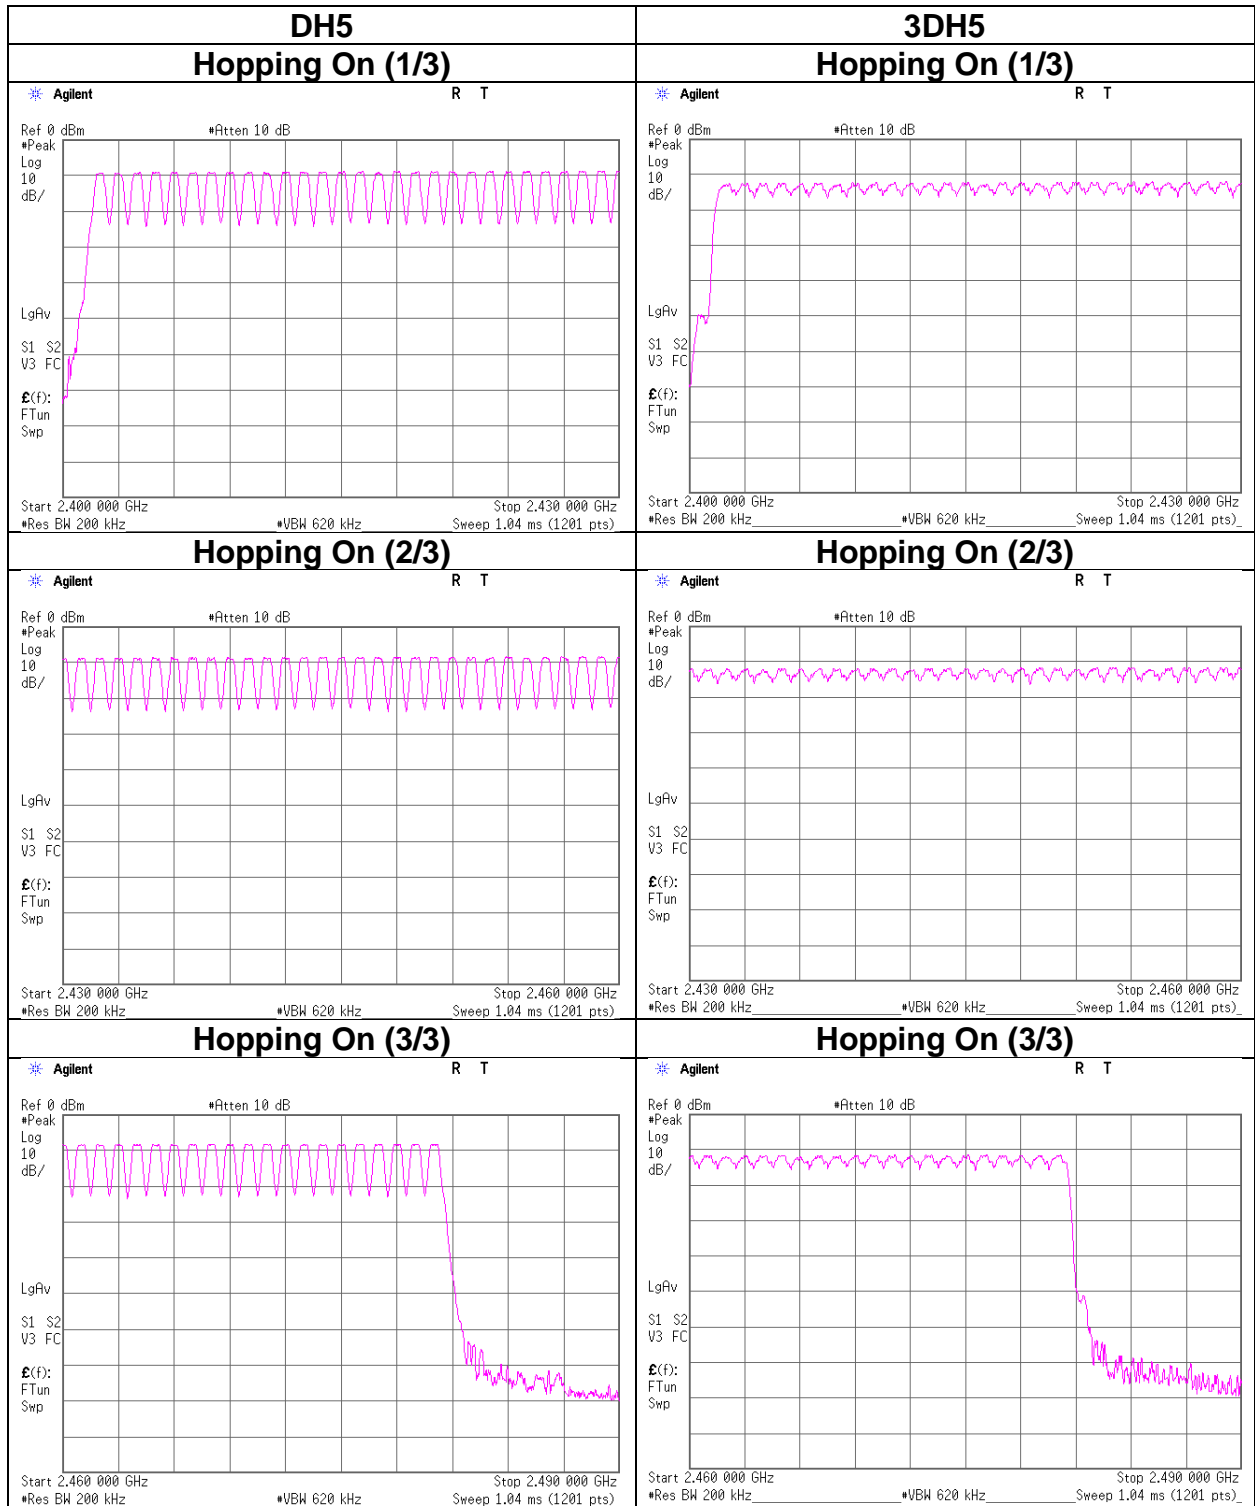 DH5 3DH5
Hopping On (1/3) Hopping On (1/3)
Agilent R T
Ref 0 dBm #Atten 10 dB
#Peak
Log
10
dB/
LgAv
S1 S2
V3 FC
£(f):
FTun
Swp
Start 2.400 000 GHz Stop 2.430 000 GHz
#Res BW 200 kHz #VBW 620 kHz Sweep 1.04 ms (1201 pts)
Agilent R T
Ref 0 dBm #Atten 10 dB
#Peak
Log
10
dB/
LgAv
S1 S2
V3 FC
£(f):
FTun
Swp
Start 2.400 000 GHz Stop 2.430 000 GHz
#Res BW 200 kHz #VBW 620 kHz Sweep 1.04 ms (1201 pts)
Hopping On (2/3) Hopping On (2/3)
Agilent R T
Ref 0 dBm #Atten 10 dB
#Peak
Log
10
dB/
LgAv
S1 S2
V3 FC
£(f):
FTun
Swp
Start 2.430 000 GHz Stop 2.460 000 GHz
#Res BW 200 kHz #VBW 620 kHz Sweep 1.04 ms (1201 pts)
Agilent R T
Ref 0 dBm #Atten 10 dB
#Peak
Log
10
dB/
LgAv
S1 S2
V3 FC
£(f):
FTun
Swp
Start 2.430 000 GHz Stop 2.460 000 GHz
#Res BW 200 kHz #VBW 620 kHz Sweep 1.04 ms (1201 pts)
Hopping On (3/3) Hopping On (3/3)
Agilent R T
Ref 0 dBm #Atten 10 dB
#Peak
Log
10
dB/
LgAv
S1 S2
V3 FC
£(f):
FTun
Swp
Start 2.460 000 GHz Stop 2.490 000 GHz
#Res BW 200 kHz #VBW 620 kHz Sweep 1.04 ms (1201 pts)
Agilent R T
Ref 0 dBm #Atten 10 dB
#Peak
Log
10
dB/
LgAv
S1 S2
V3 FC
£(f):
FTun
Swp
Start 2.460 000 GHz Stop 2.490 000 GHz
#Res BW 200 kHz #VBW 620 kHz Sweep 1.04 ms (1201 pts)